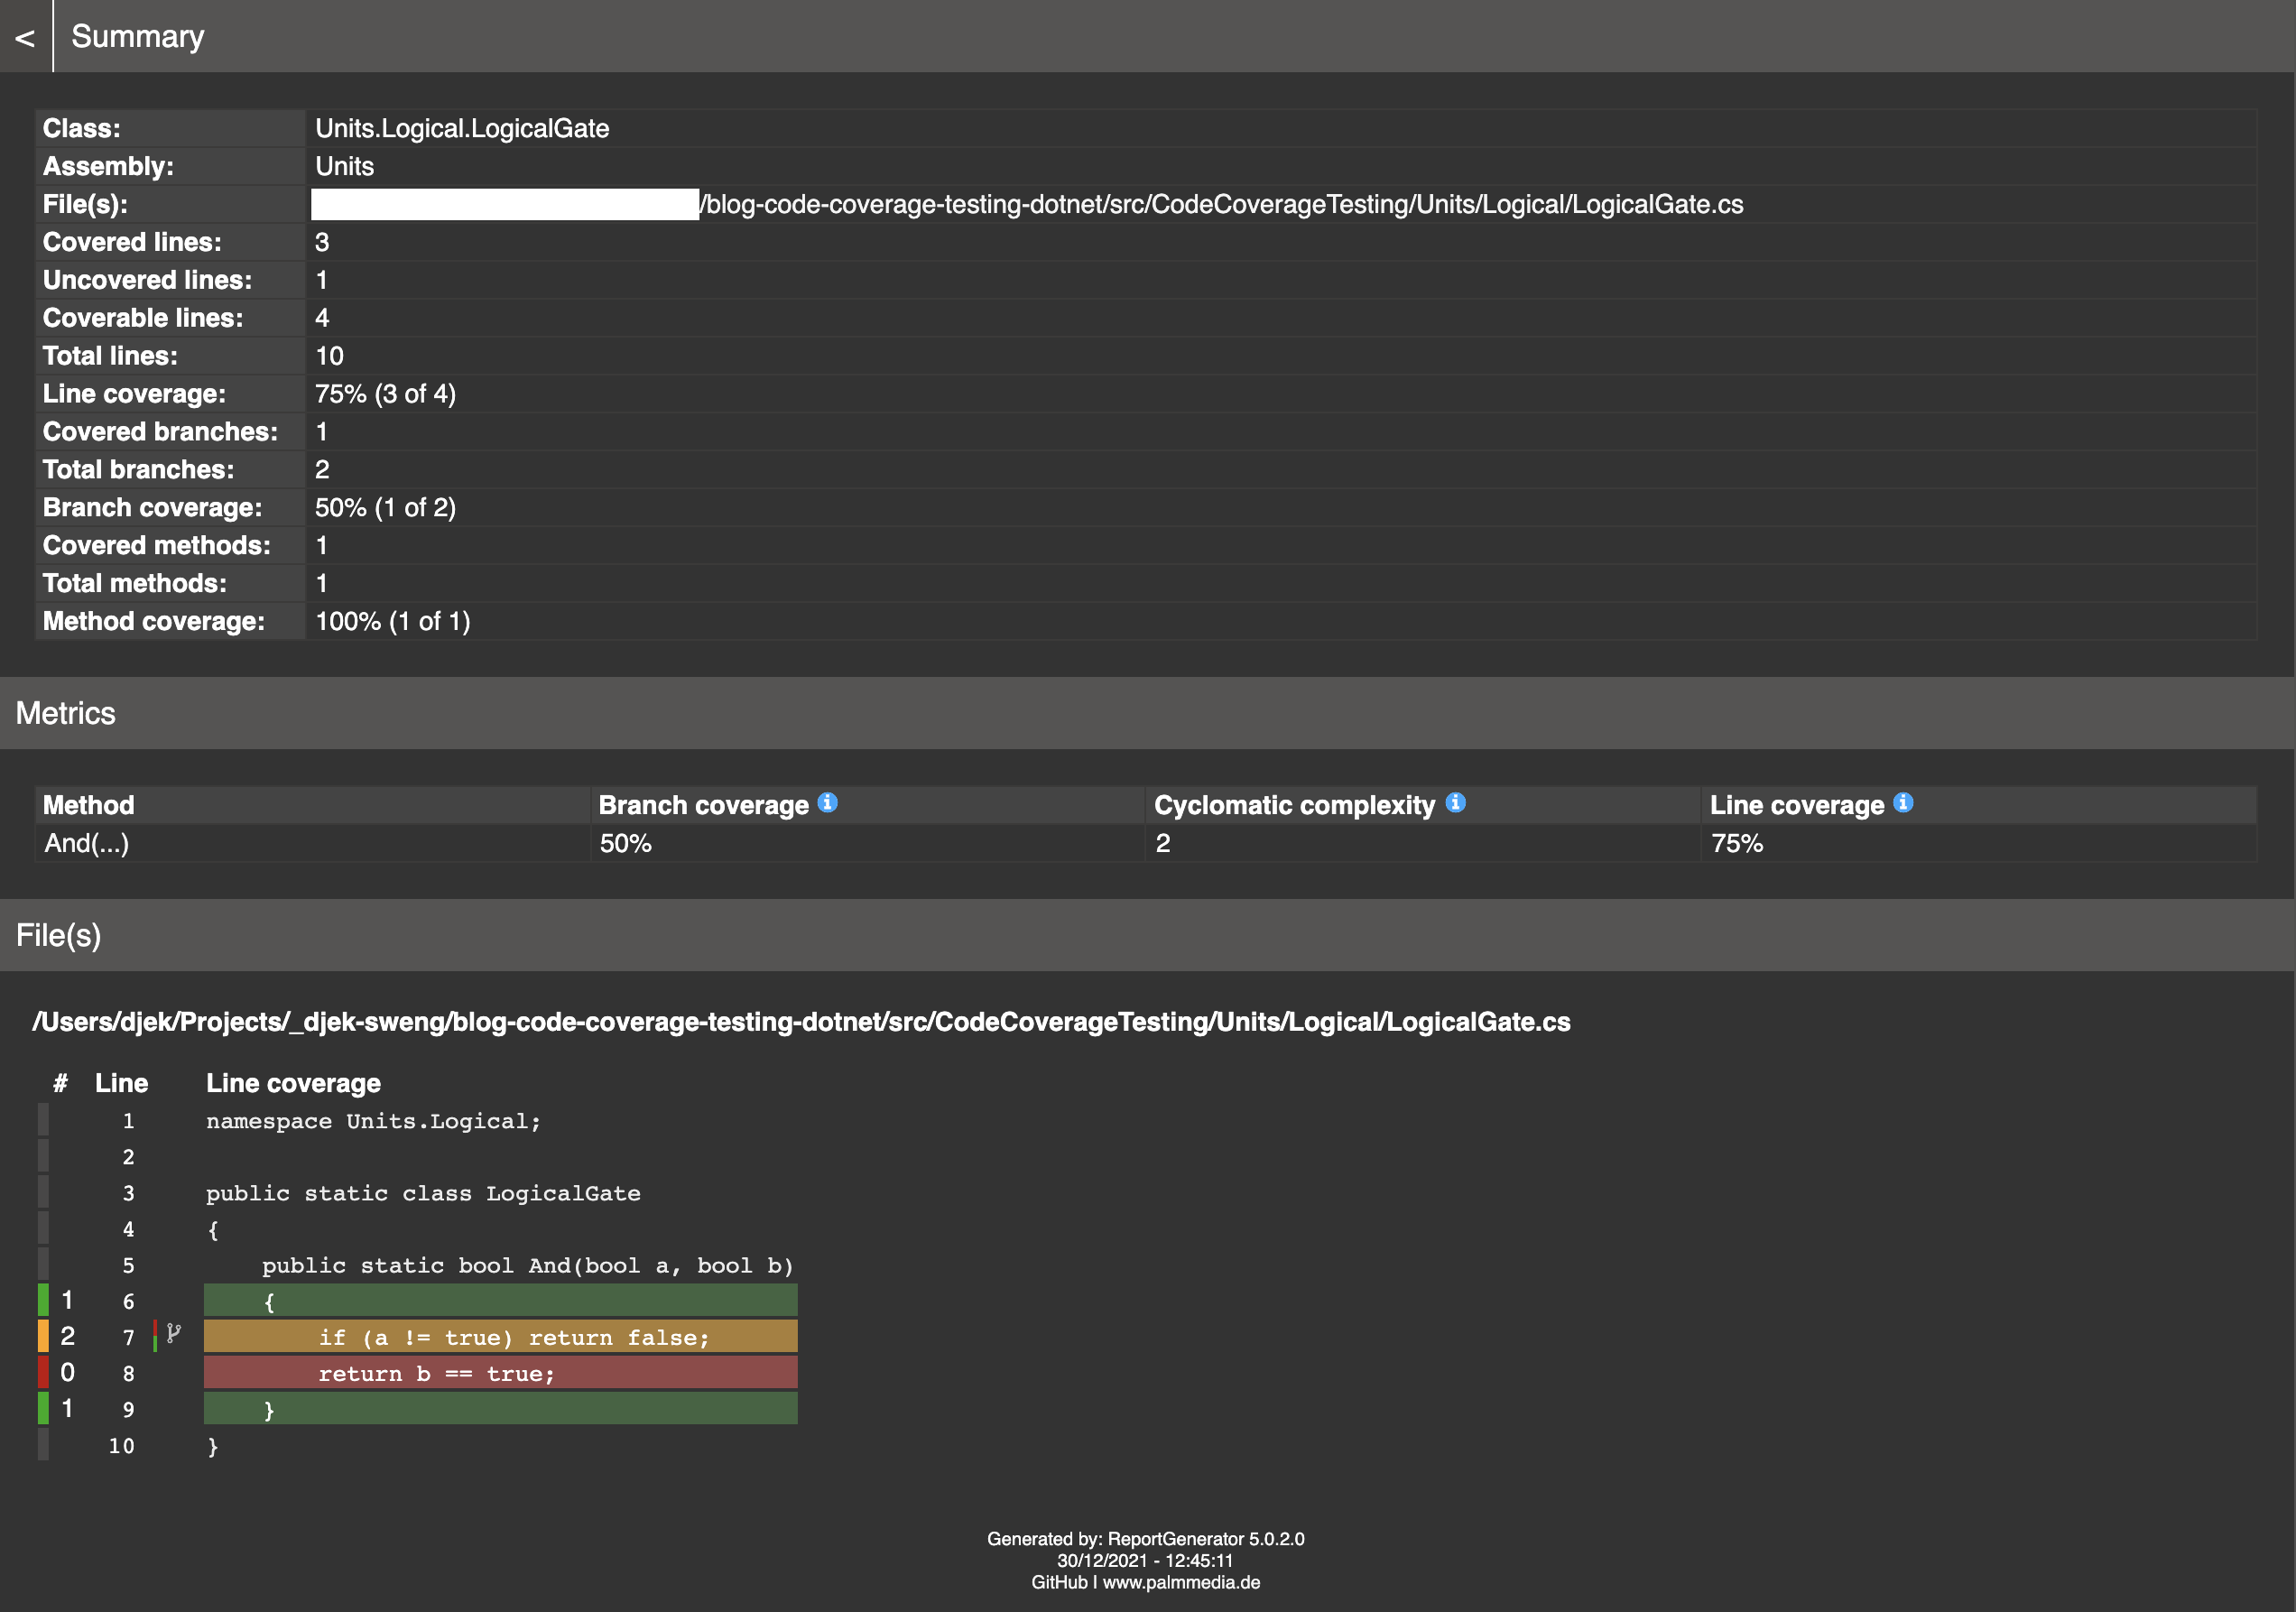 < Summary
Class: Units.Logical.LogicalGate
Assembly: Units
File(s): /blog-code-coverage-testing-dotnet/src/CodeCoverageTesting/Units/Logical/LogicalGate.cs
Covered lines: 3
Uncovered lines: 1
Coverable lines: 4
Total lines: 10
Line coverage: 75% (3 of 4)
Covered branches: 1
Total branches: 2
Branch coverage: 50% (1 of 2)
Covered methods: 1
Total methods: 1
Method coverage: 100% (1 of 1)
Metrics
Method Branch coverage i Cyclomatic complexity i Line coverage i
And(...) 50% 2 75%
File(s)
/Users/djek/Projects/_djek-sweng/blog-code-coverage-testing-dotnet/src/CodeCoverageTesting/Units/Logical/LogicalGate.cs
# Line Line coverage
1 namespace Units.Logical;
2
3 public static class LogicalGate
4 {
5 public static bool And(bool a, bool b)
1 6 {
2 7 if (a != true) return false;
0 8 return b == true;
1 9 }
10 }
Generated by: ReportGenerator 5.0.2.0
30/12/2021 - 12:45:11
GitHub | www.palmmedia.de